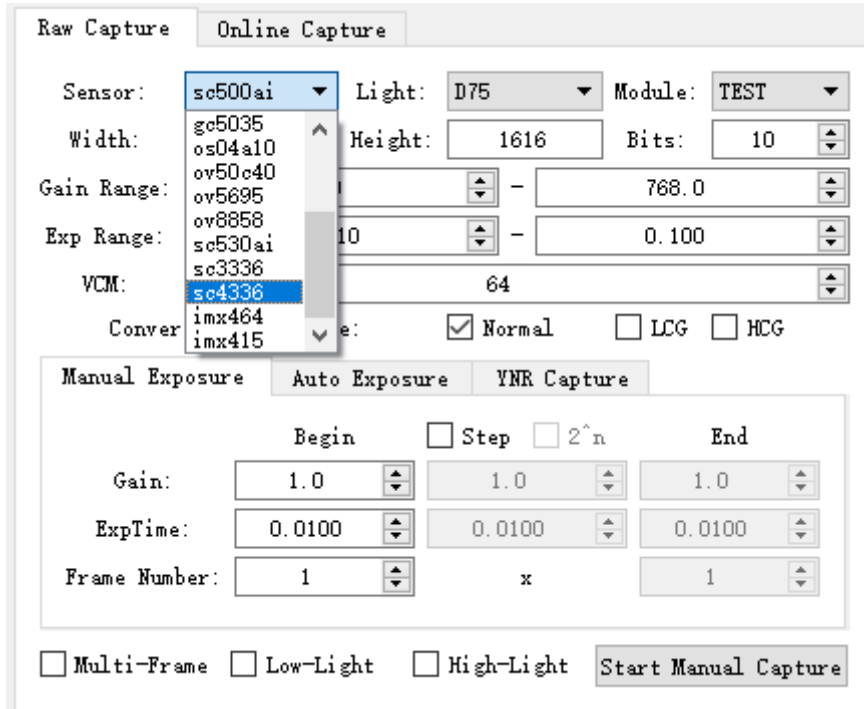 Raw Capture Online Capture
Sensor: sc500ai Light: D75 Module: TEST
gc5035
Width: os04a10 Height: 1616 Bits: 10
ov50c40
Gain Range: ov5695 - 768.0
ov8858
Exp Range: sc530ai 10 - 0.100
sc3336
VCM: sc4336 64
imx464
Conver e: Normal LCG HCG
imx415
Manual Exposure Auto Exposure YNR Capture
Begin Step 2^n End
Gain: 1.0 1.0 1.0
ExpTime: 0.0100 0.0100 0.0100
Frame Number: 1 x 1
Multi-Frame Low-Light High-Light Start Manual Capture